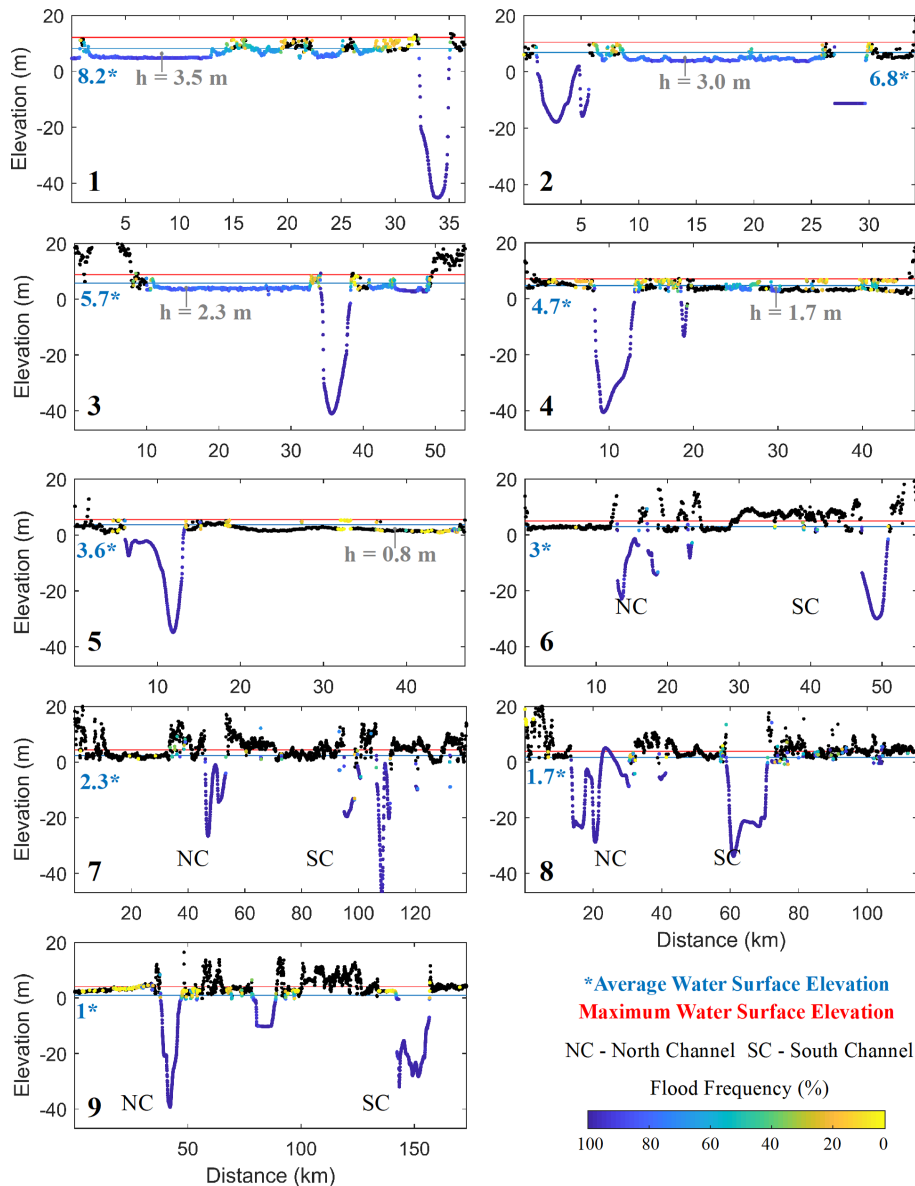 Elevation (m)
20
0
-20
-40
8.2*
h = 3.5 m
1
5 10 15 20 25 30 35
20
0
-20
-40
h = 3.0 m
6.8*
2
5 10 15 20 25 30
Elevation (m)
20
0
-20
-40
5.7*
h = 2.3 m
3
10 20 30 40 50
20
0
-20
-40
4.7*
h = 1.7 m
4
10 20 30 40
Elevation (m)
20
0
-20
-40
3.6*
h = 0.8 m
5
10 20 30 40
20
0
-20
-40
3*
NC SC
6
10 20 30 40 50
Elevation (m)
20
0
-20
-40
2.3*
NC SC
7
20 40 60 80 100 120
20
0
-20
-40
1.7*
NC SC
8
20 40 60 80 100
Distance (km)
Elevation (m)
20
0
-20
-40
1*
NC SC
9
50 100 150
Distance (km)
*Average Water Surface Elevation
Maximum Water Surface Elevation
NC - North Channel SC - South Channel
Flood Frequency (%)
100 80 60 40 20 0